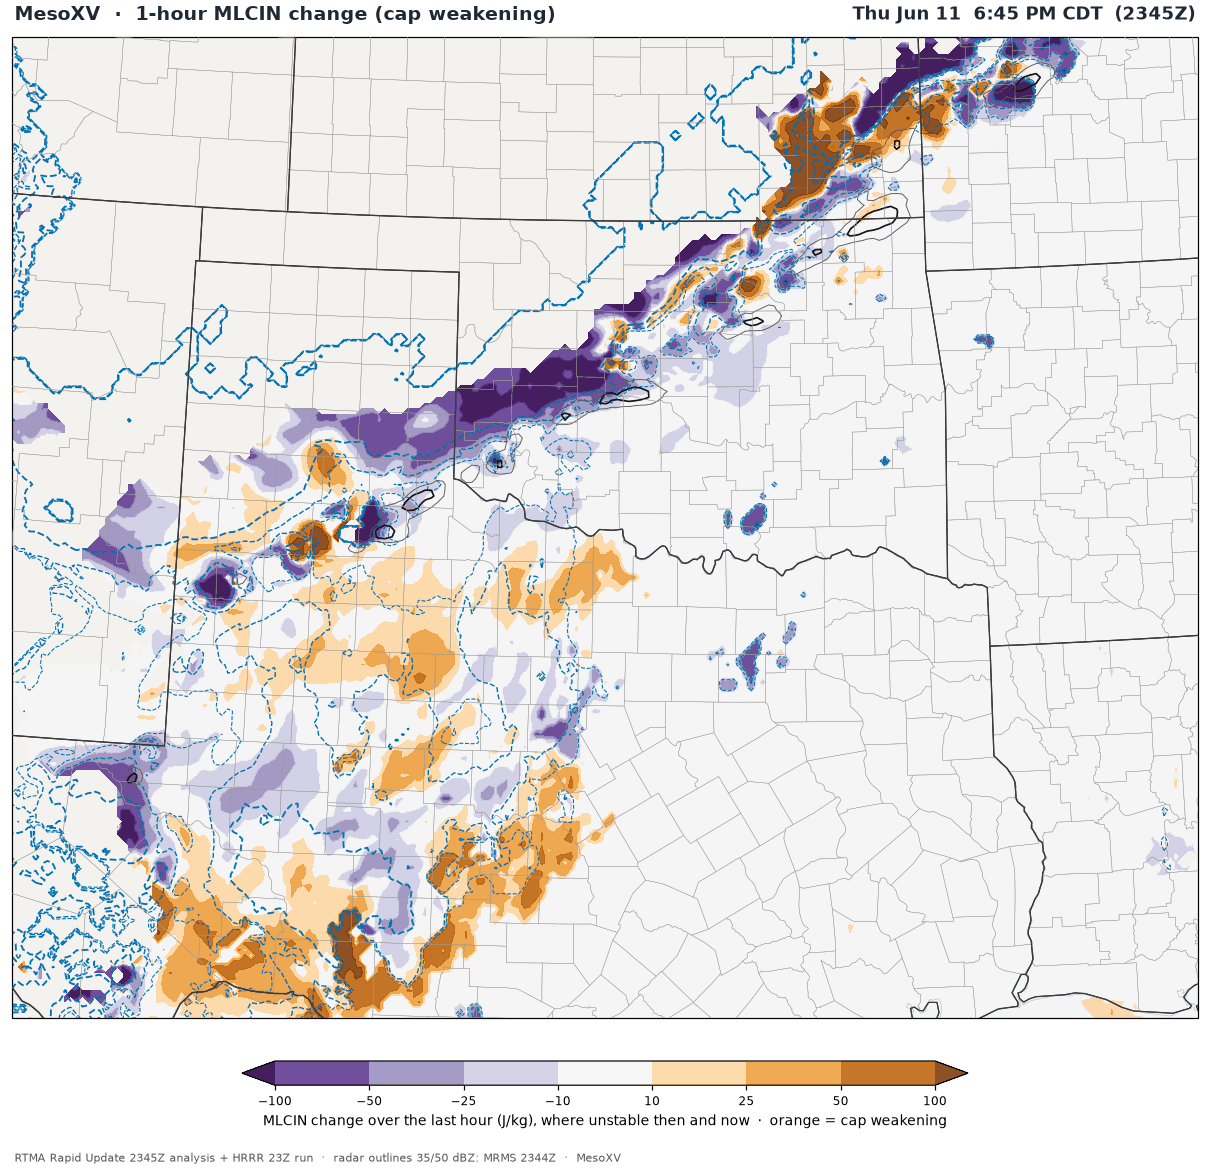 MesoXV · 1-hour MLCIN change (cap weakening)
Thu Jun 11 6:45 PM CDT (2345Z)
−100 −50 −25 −10 10 25 50 100
MLCIN change over the last hour (J/kg), where unstable then and now · orange = cap weakening
RTMA Rapid Update 2345Z analysis + HRRR 23Z run · radar outlines 35/50 dBZ: MRMS 2344Z · MesoXV